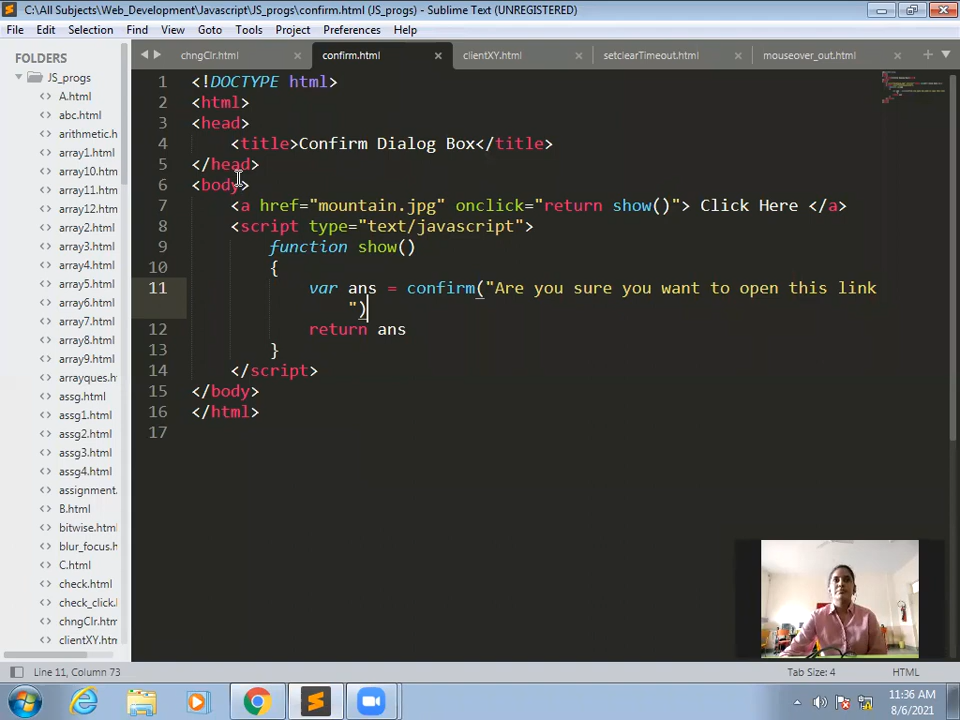 C:\All Subjects\Web_Development\Javascript\JS_progs\confirm.html (JS_progs) - Sublime Text (UNREGISTERED)
File Edit Selection Find View Goto Tools Project Preferences Help
FOLDERS
JS_progs
A.html
abc.html
arithmetic.h
array1.html
array10.htm
array11.htm
array12.htm
array2.html
array3.html
array4.html
array5.html
array6.html
array7.html
array8.html
array9.html
arrayques.h
assg.html
assg1.html
assg2.html
assg3.html
assg4.html
assignment.
B.html
bitwise.html
blur_focus.h
C.html
check.html
check_click.l
chngClr.htm
clientXY.htm
chngClr.html confirm.html clientXY.html setclearTimeout.html mouseover_out.html
1 <!DOCTYPE html>
2 <html>
3 <head>
4 <title>Confirm Dialog Box</title>
5 </head>
6 <body>
7 <a href="mountain.jpg" onclick="return show()"> Click Here </a>
8 <script type="text/javascript">
9 function show()
10 {
11 var ans = confirm("Are you sure you want to open this link
")
12 return ans
13 }
14 </script>
15 </body>
16 </html>
17
Line 11, Column 73 Tab Size: 4 HTML
11:36 AM
8/6/2021